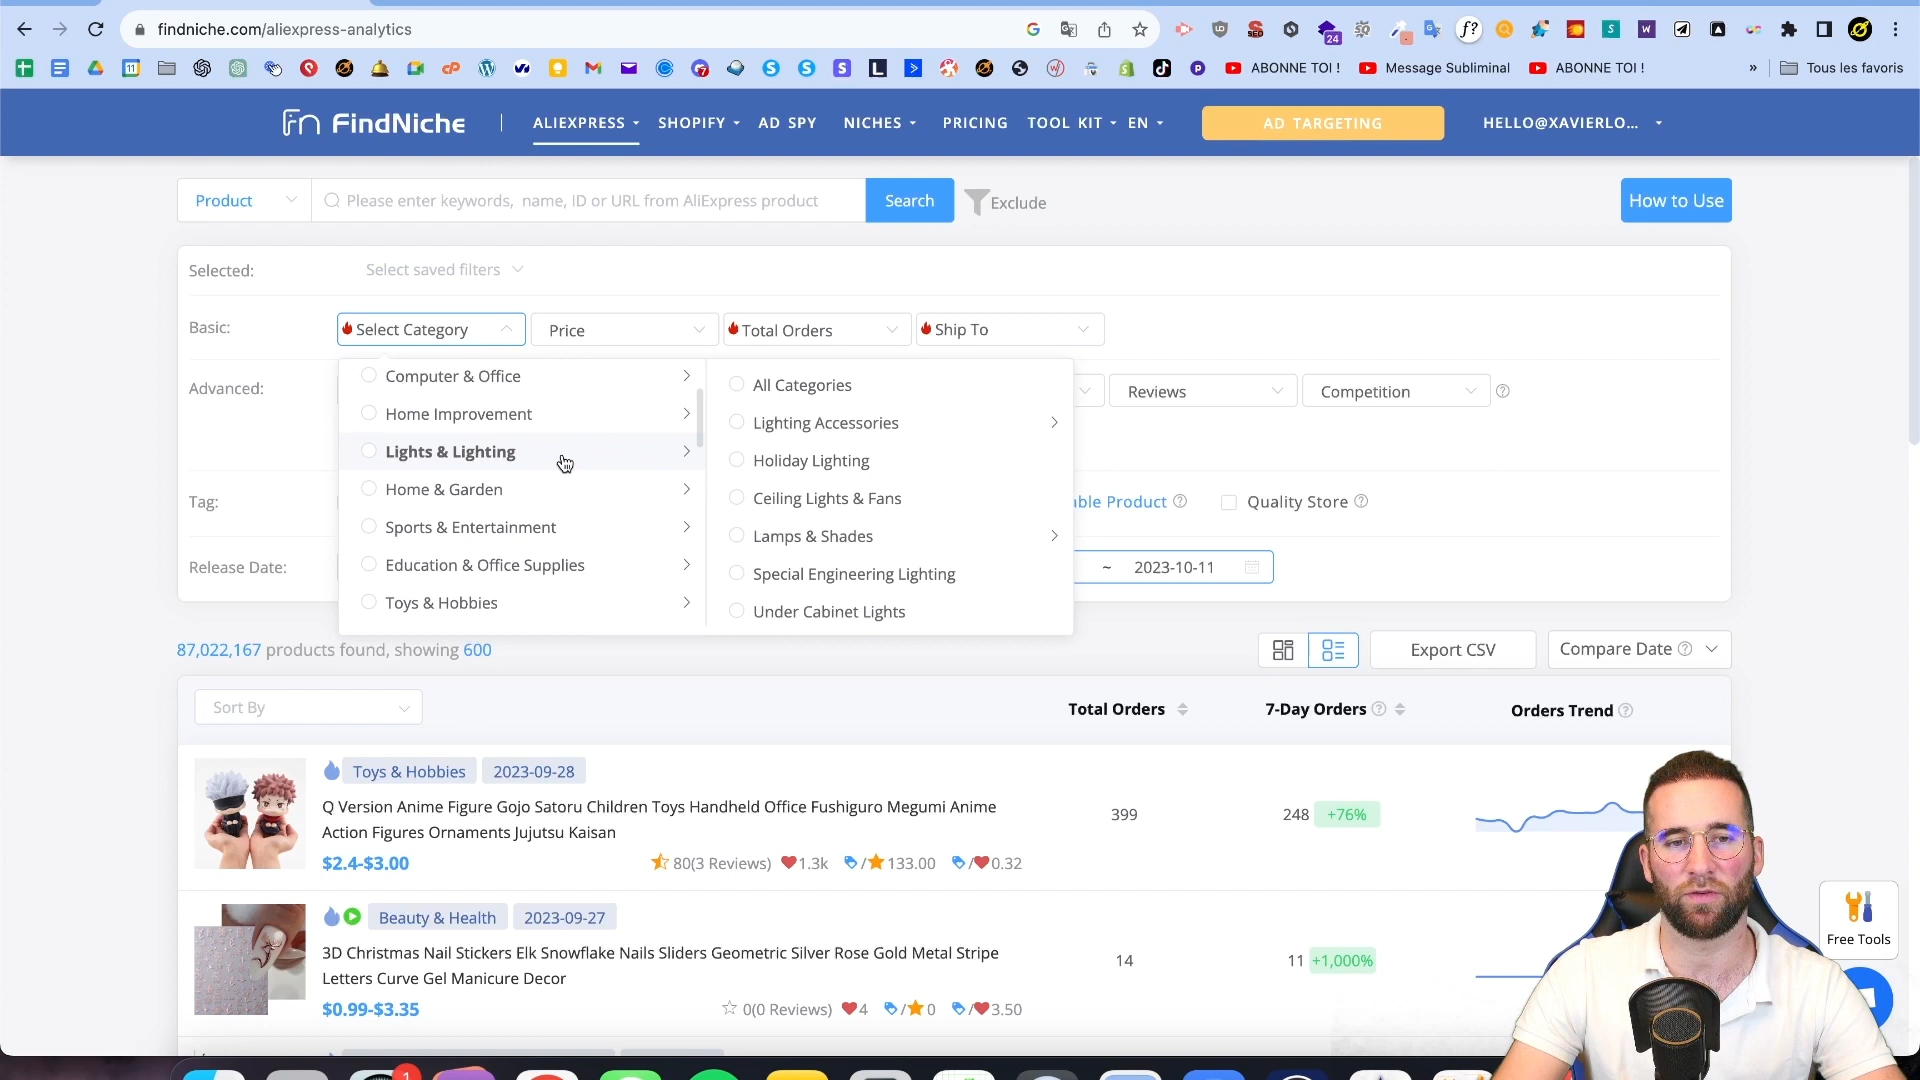 findniche.com/aliexpress-analytics
24
ABONNE TOI !
Message Subliminal
ABONNE TOI !
»
Tous les favoris
FindNiche
ALIEXPRESS
SHOPIFY
AD SPY
NICHES
PRICING
TOOL KIT
EN
AD TARGETING
HELLO@XAVIERLO...
Product
Please enter keywords, name, ID or URL from AliExpress product
Search
Exclude
How to Use
Selected:
Select saved filters
Basic:
Select Category
Price
Total Orders
Ship To
Advanced:
Reviews
Competition
Computer & Office
Home Improvement
Lights & Lighting
Home & Garden
Sports & Entertainment
Education & Office Supplies
Toys & Hobbies
All Categories
Lighting Accessories
Holiday Lighting
Ceiling Lights & Fans
Lamps & Shades
Special Engineering Lighting
Under Cabinet Lights
Tag:
Product
Quality Store
Release Date:
~ 2023-10-11
87,022,167 products found, showing 600
Export CSV
Compare Date
Sort By
Total Orders
7-Day Orders
Orders Trend
Toys & Hobbies
2023-09-28
Q Version Anime Figure Gojo Satoru Children Toys Handheld Office Fushiguro Megumi Anime
Action Figures Ornaments Jujutsu Kaisan
$2.4-$3.00
80(3 Reviews)
1.3k
/
133.00
/
0.32
399
248
+76%
Beauty & Health
2023-09-27
3D Christmas Nail Stickers Elk Snowflake Nails Sliders Geometric Silver Rose Gold Metal Stripe
Letters Curve Gel Manicure Decor
$0.99-$3.35
0(0 Reviews)
4
/
0
/
3.50
14
11
+1,000%
Free Tools
1